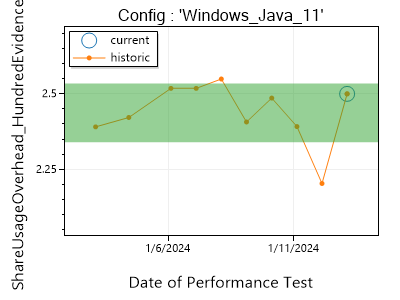 Config : 'Windows_Java_11'
current
historic
ShareUsageOverhead_HundredEvidence
2.5
2.25
1/6/2024
1/11/2024
Date of Performance Test